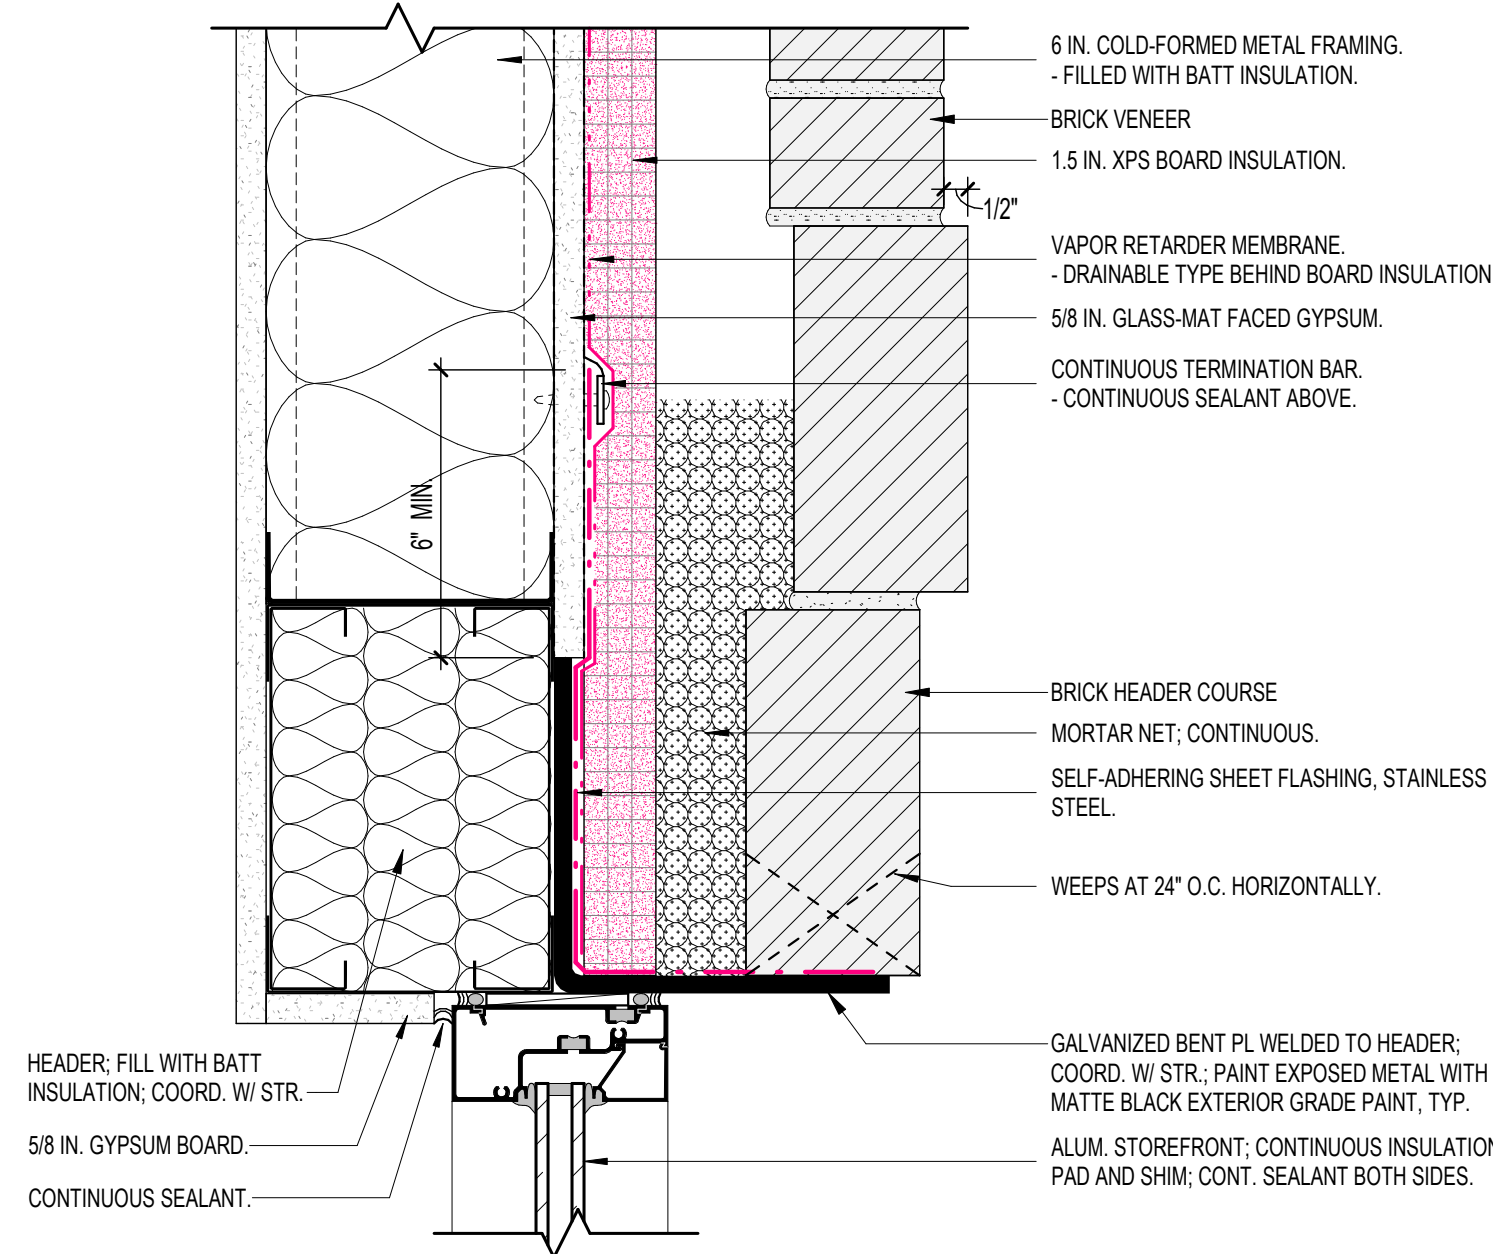 6 IN. COLD-FORMED METAL FRAMING.
- FILLED WITH BATT INSULATION.
BRICK VENEER
1.5 IN. XPS BOARD INSULATION.
1/2"
VAPOR RETARDER MEMBRANE.
- DRAINABLE TYPE BEHIND BOARD INSULATION
5/8 IN. GLASS-MAT FACED GYPSUM.
CONTINUOUS TERMINATION BAR.
- CONTINUOUS SEALANT ABOVE.
6" MIN.
BRICK HEADER COURSE
MORTAR NET; CONTINUOUS.
SELF-ADHERING SHEET FLASHING, STAINLESS
STEEL.
WEEPS AT 24" O.C. HORIZONTALLY.
GALVANIZED BENT PL WELDED TO HEADER;
COORD. W/ STR.; PAINT EXPOSED METAL WITH
MATTE BLACK EXTERIOR GRADE PAINT, TYP.
ALUM. STOREFRONT; CONTINUOUS INSULATION
PAD AND SHIM; CONT. SEALANT BOTH SIDES.
HEADER; FILL WITH BATT
INSULATION; COORD. W/ STR.
5/8 IN. GYPSUM BOARD.
CONTINUOUS SEALANT.